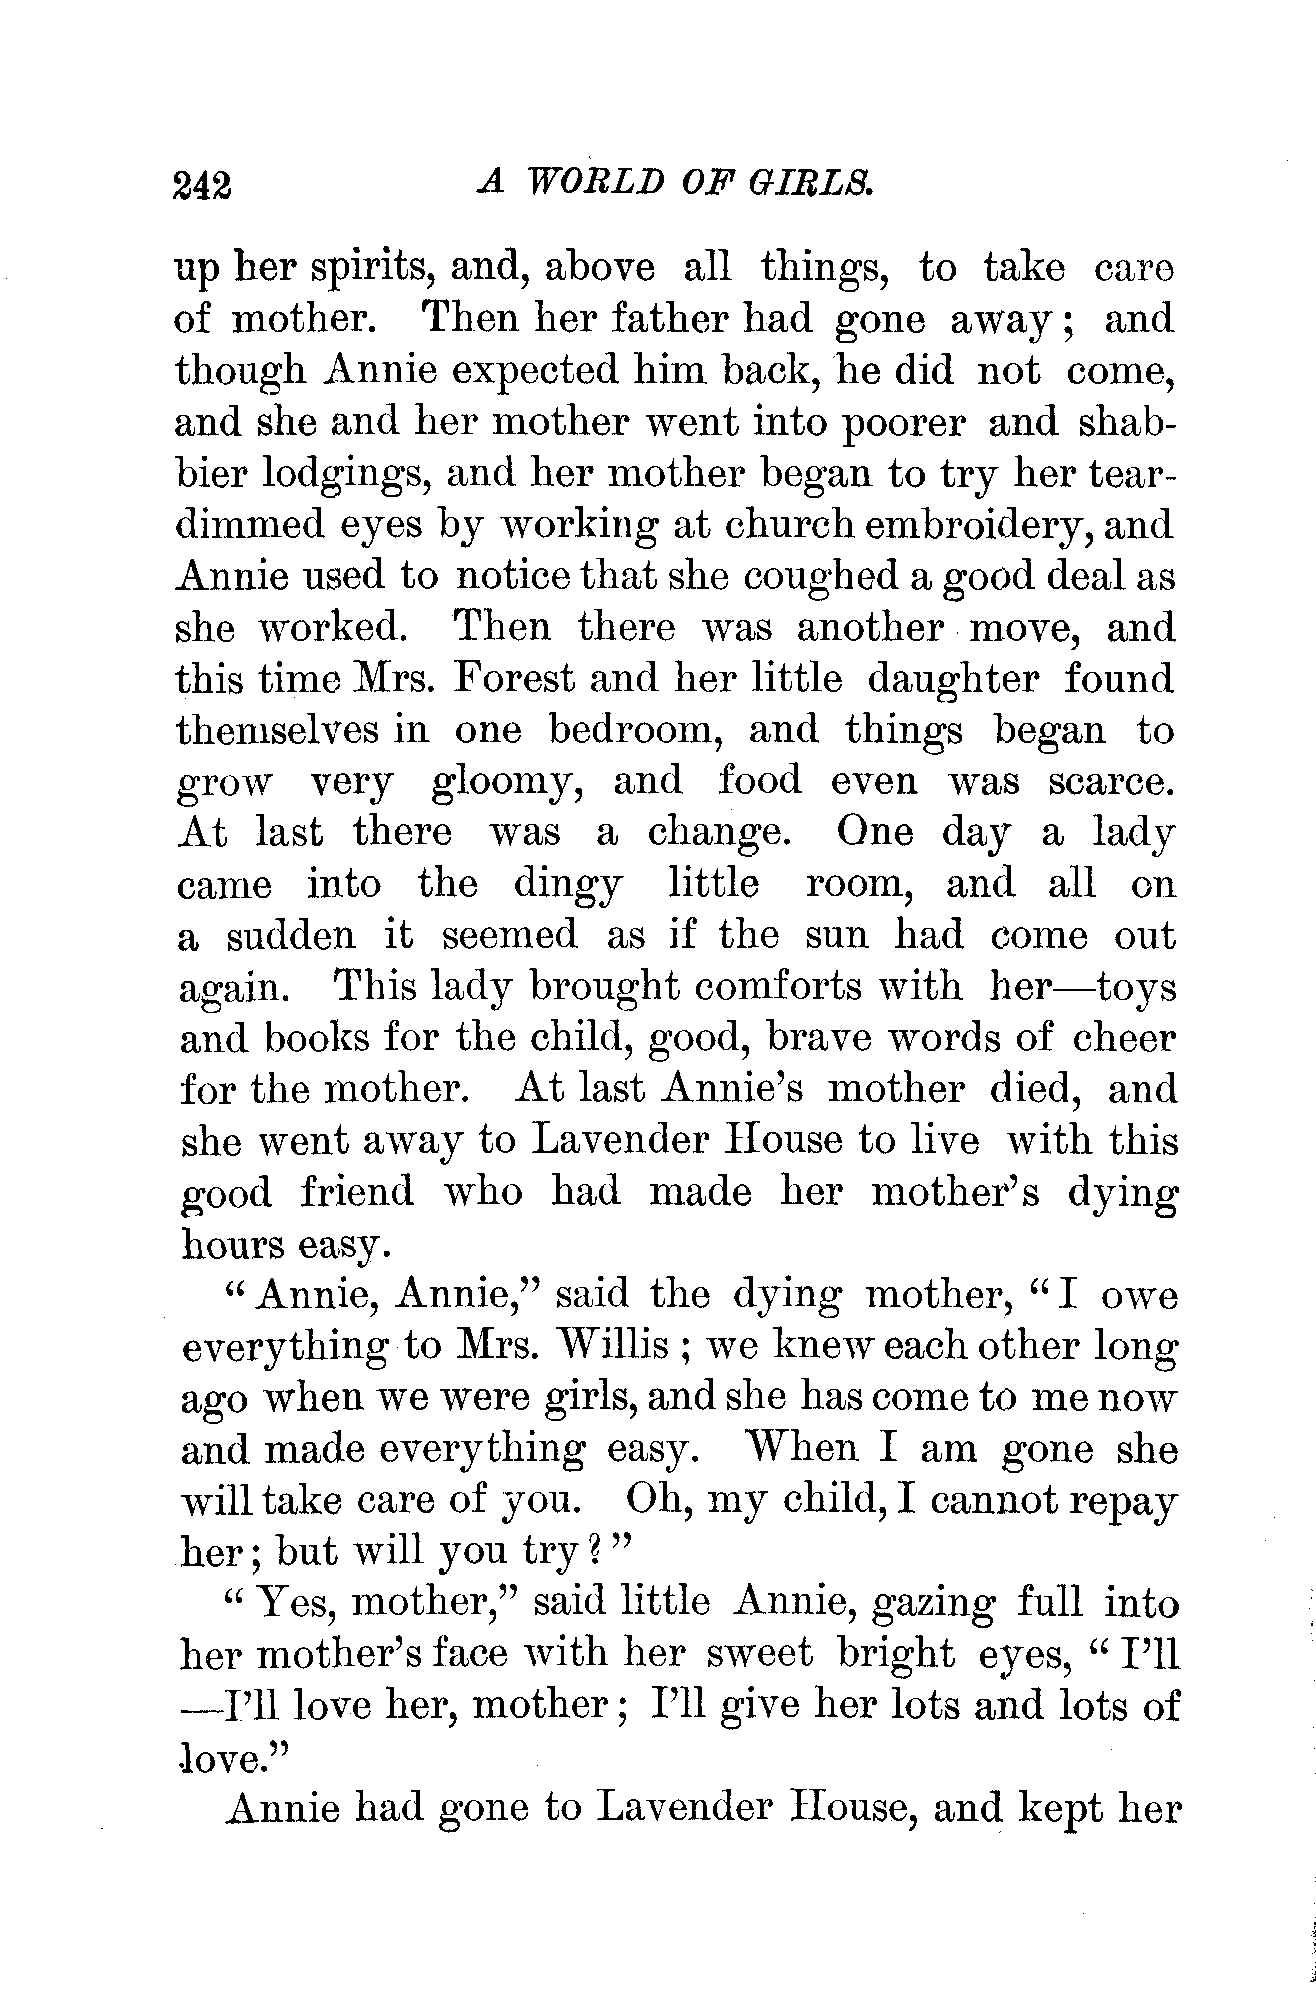 242 A WORLD OF GIRLS.
up her spirits, and, above all things, to take care
of mother. Then her father had gone away; and
though Annie expected him back, he did not come,
and she and her mother went into poorer and shab-
bier lodgings, and her mother began to try her tear-
dimmed eyes by working at church embroidery, and
Annie used to notice that she coughed a good deal as
she worked. Then there was another move, and
this time Mrs. Forest and her little daughter found
themselves in one bedroom, and things began to
grow very gloomy, and food even was scarce.
At last there was a change. One day a lady
came into the dingy little room, and all on
a sudden it seemed as if the sun had come out
again. This lady brought comforts with her—toys
and books for the child, good, brave words of cheer
for the mother. At last Annie's mother died, and
she went away to Lavender House to live with this
good friend who had made her mother's dying
hours easy.
"Annie, Annie," said the dying mother, "I owe
everything to Mrs. Willis; we knew each other long
ago when we were girls, and she has come to me now
and made everything easy. When I am gone she
will take care of you. Oh, my child, I cannot repay
her; but will you try?"
"Yes, mother," said little Annie, gazing full into
her mother's face with her sweet bright eyes, "I'll
—I'll love her, mother; I'll give her lots and lots of
love."
Annie had gone to Lavender House, and kept her